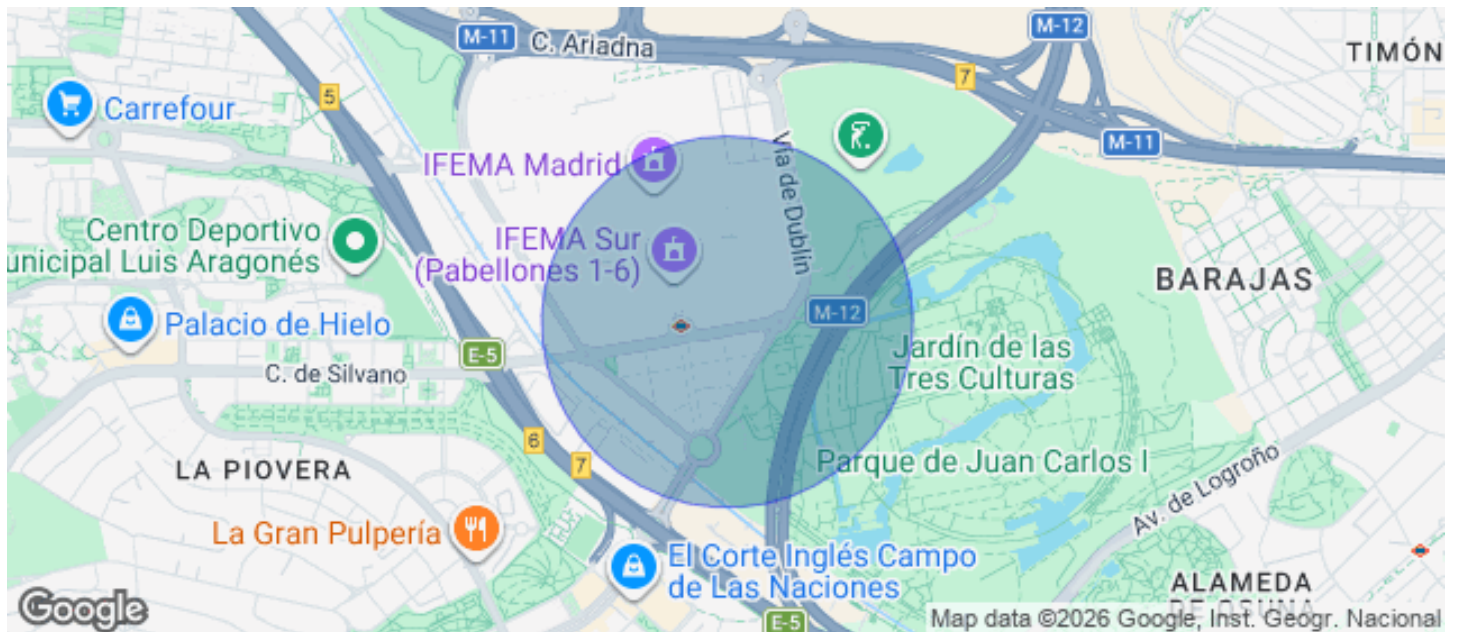 M-11
C. Ariadna
M-12
TIMÓN
5
7
Carrefour
M-11
IFEMA Madrid
Vía de Dublín
Centro Deportivo
unicipal Luis Aragonés
IFEMA Sur
(Pabellones 1-6)
BARAJAS
Palacio de Hielo
M-12
E-5
C. de Silvano
Jardín de las
Tres Culturas
6
7
LA PIOVERA
Parque de Juan Carlos I
Av. de Logroño
La Gran Pulpería
El Corte Inglés Campo
de Las Naciones
ALAMEDA
DE OSUNA
Google
E-5
Map data ©2026 Google, Inst. Geogr. Nacional